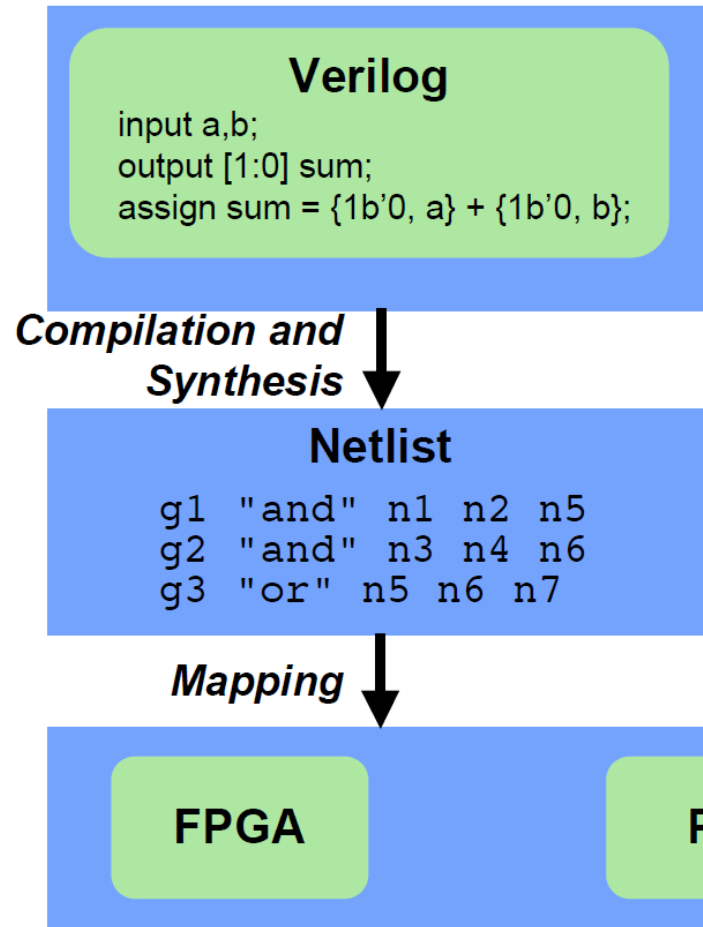 Verilog
input a,b;
output [1:0] sum;
assign sum = {1b’0, a} + {1b’0, b};
Compilation and
Synthesis
Netlist
g1 "and" n1 n2 n5
g2 "and" n3 n4 n6
g3 "or" n5 n6 n7
Mapping
FPGA